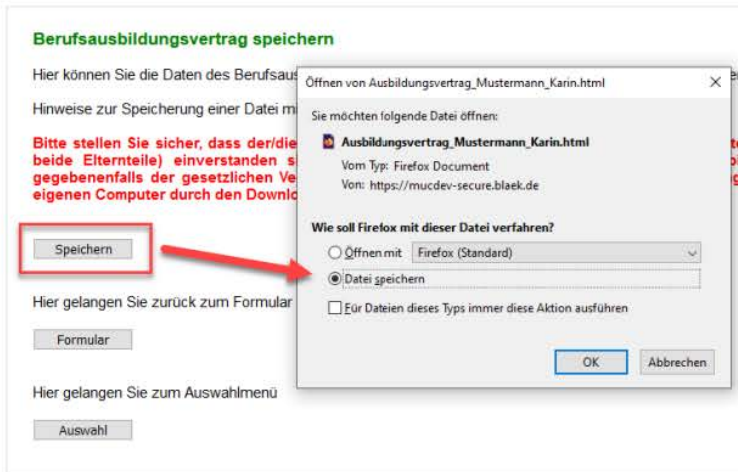 Berufsausbildungsvertrag speichern
Hier können Sie die Daten des Berufsaus
Hinweise zur Speicherung einer Datei mi
Bitte stellen Sie sicher, dass der/die
beide Elternteile) einverstanden s
gegebenenfalls der gesetzlichen Ve
eigenen Computer durch den Downlo
Speichern
Hier gelangen Sie zurück zum Formular
Formular
Hier gelangen Sie zum Auswahlmenü
Auswahl
Öffnen von Ausbildungsvertrag_Mustermann_Karin.html
Sie möchten folgende Datei öffnen:
Ausbildungsvertrag_Mustermann_Karin.html
Vom Typ: Firefox Document
Von: https://mucdev-secure.blaek.de
Wie soll Firefox mit dieser Datei verfahren?
Öffnen mit Firefox (Standard)
Datei speichern
Für Dateien dieses Typs immer diese Aktion ausführen
OK Abbrechen